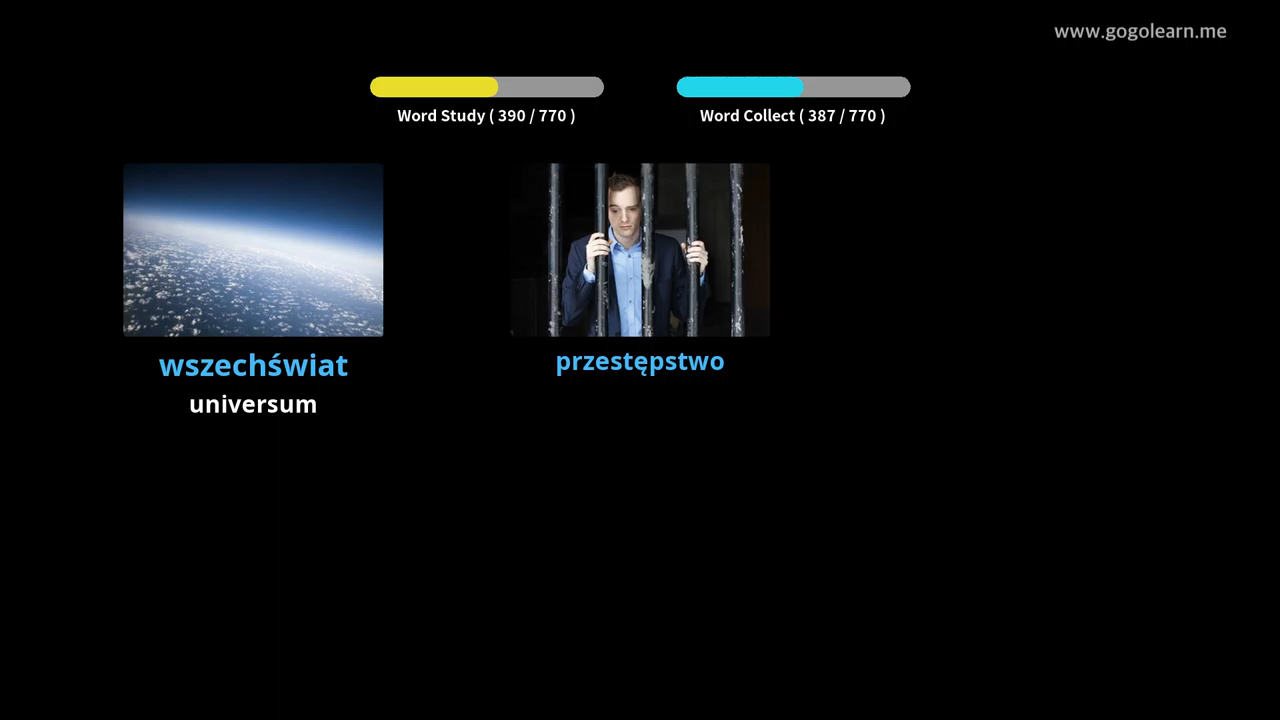 www.gogolearn.me
Word Study ( 390 / 770 )
Word Collect ( 387 / 770 )
wszechświat
universum
przestępstwo